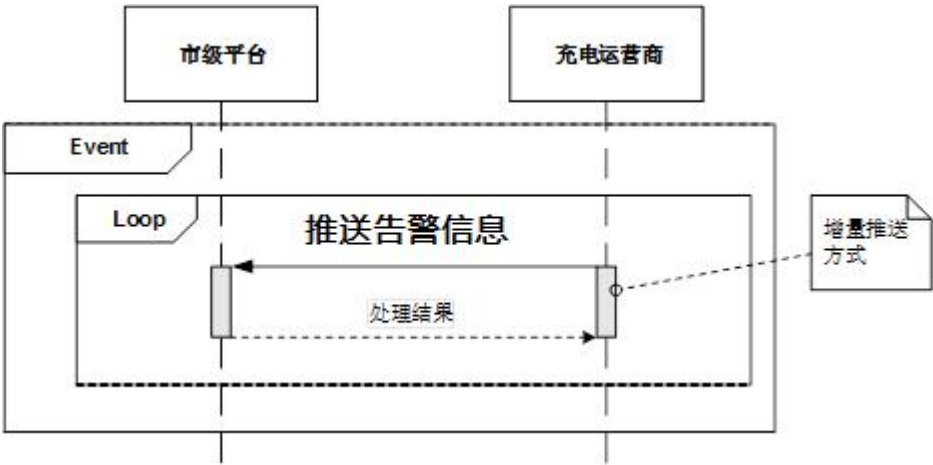 市级平台
充电运营商
Event
Loop
推送告警信息
增量推送
方式
处理结果